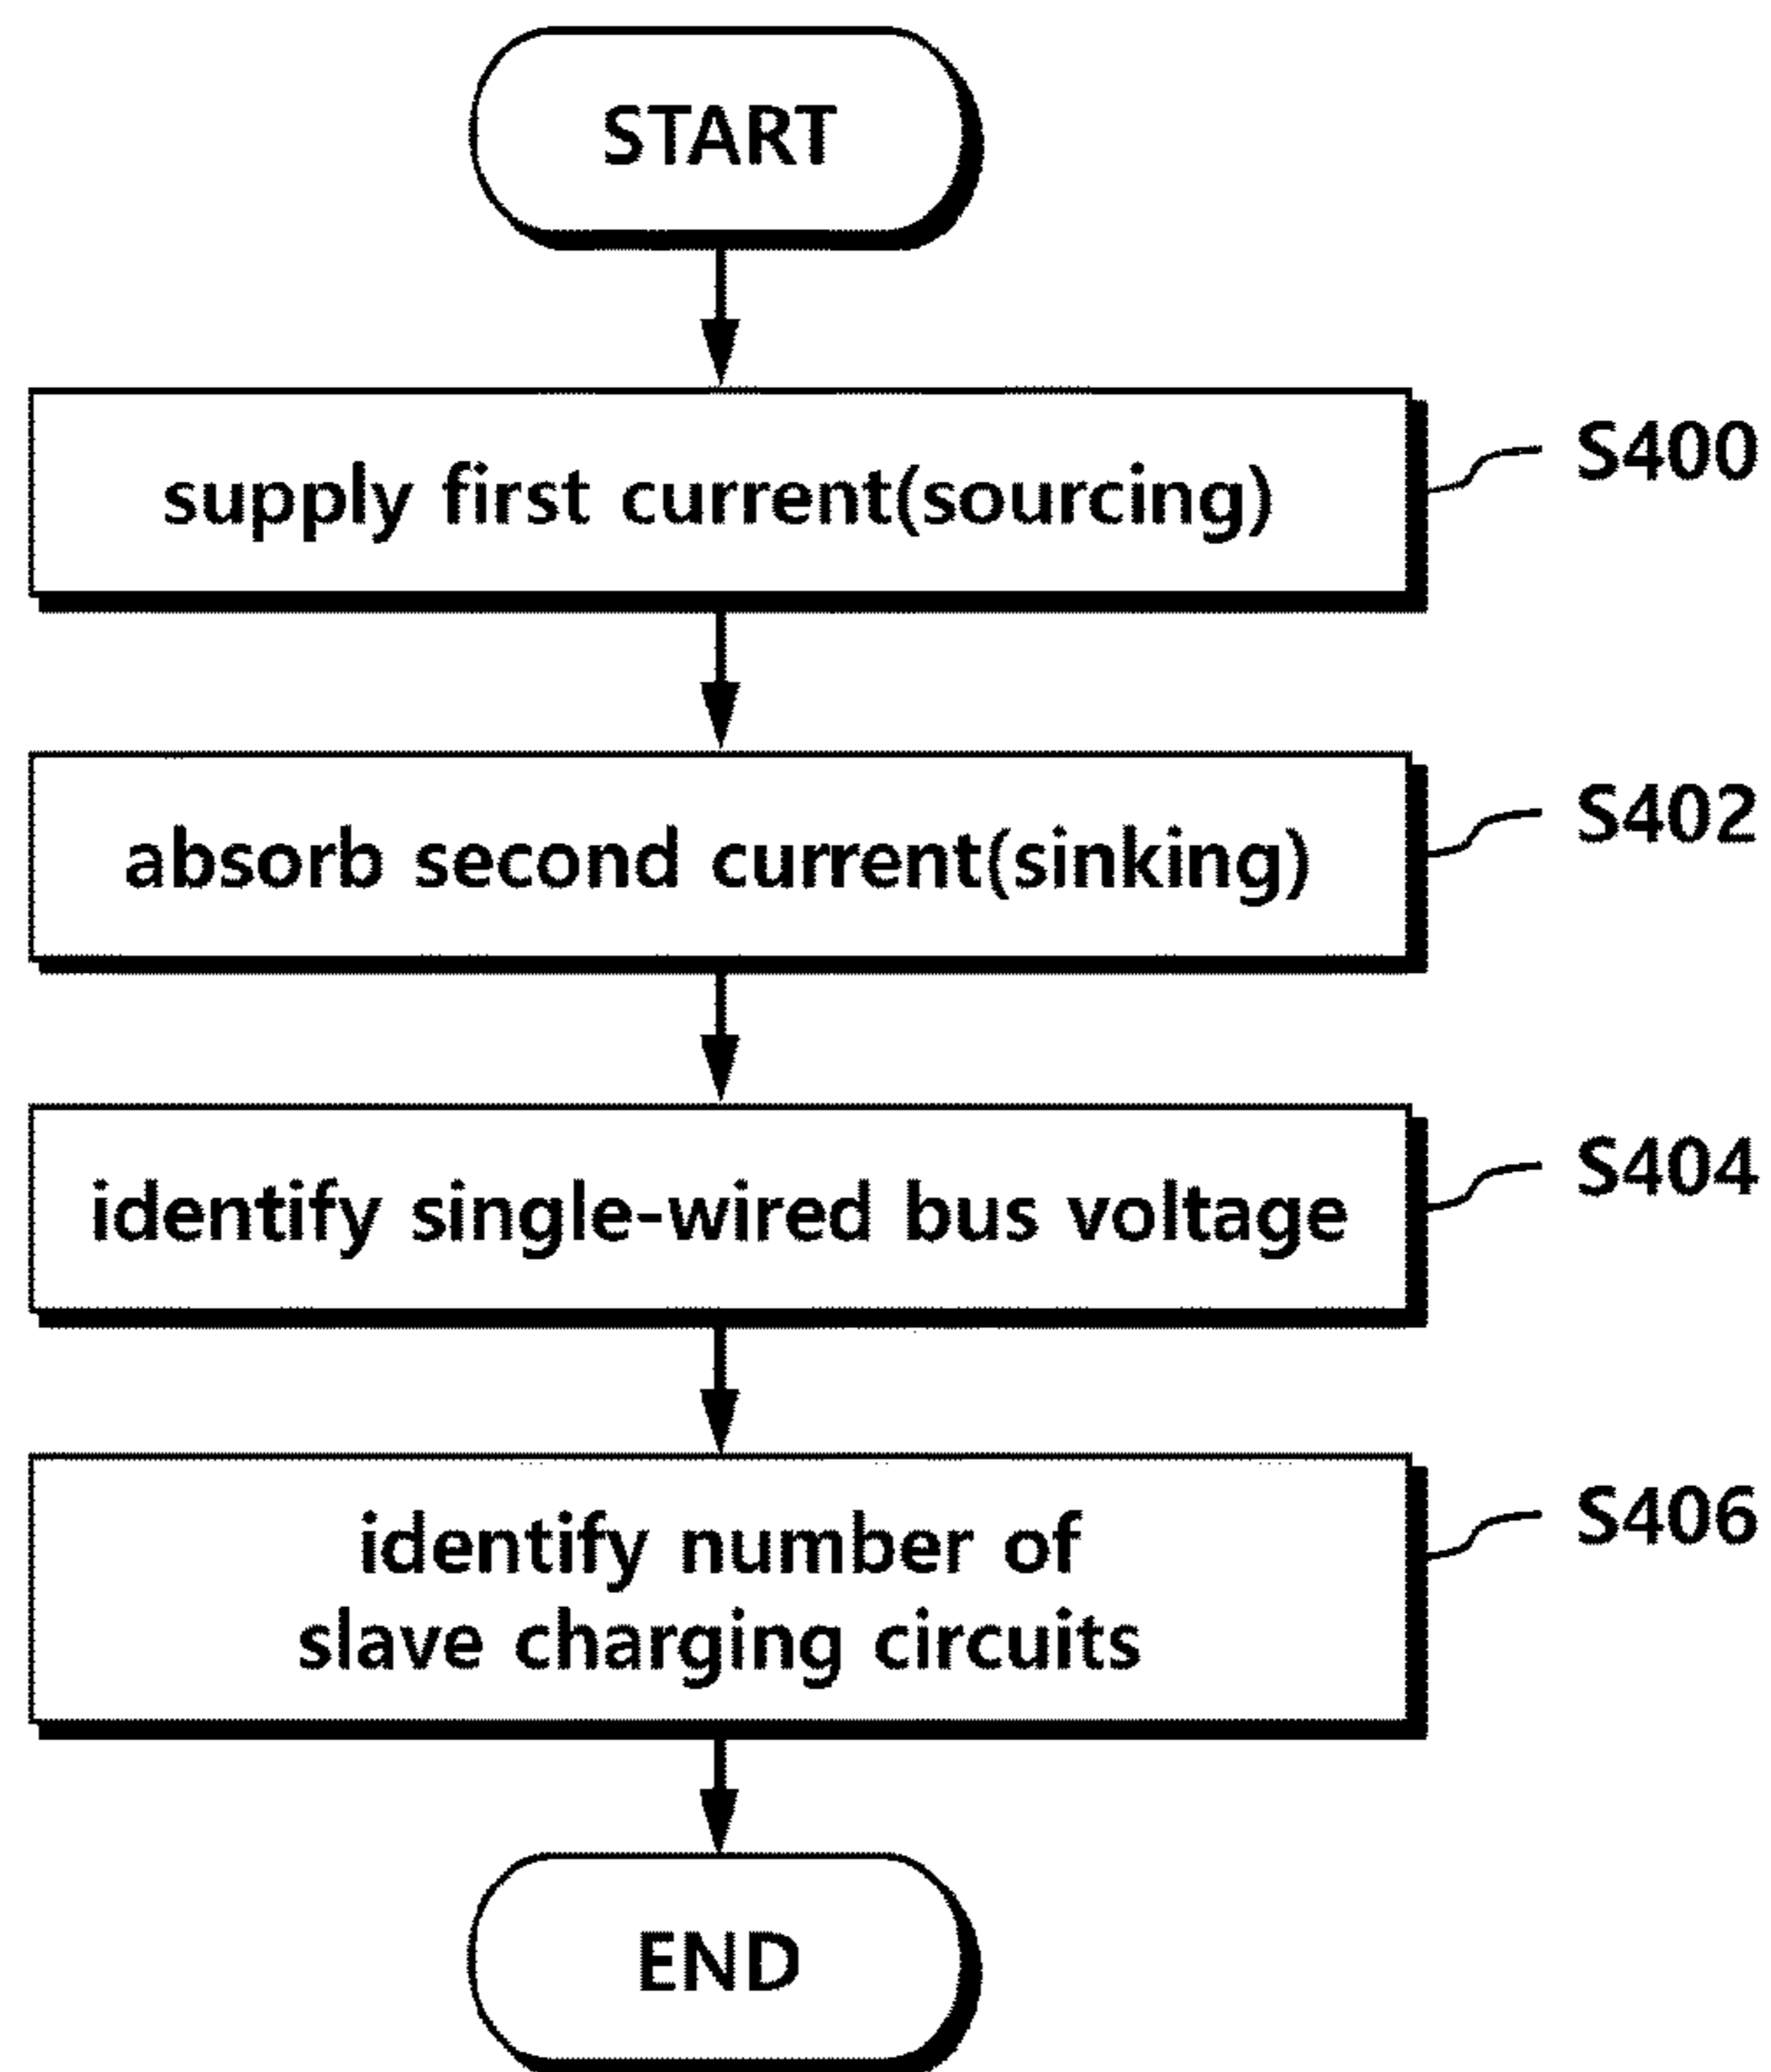 START
supply first current(sourcing)
S400
absorb second current(sinking)
S402
identify single-wired bus voltage
S404
identify number of
slave charging circuits
S406
END